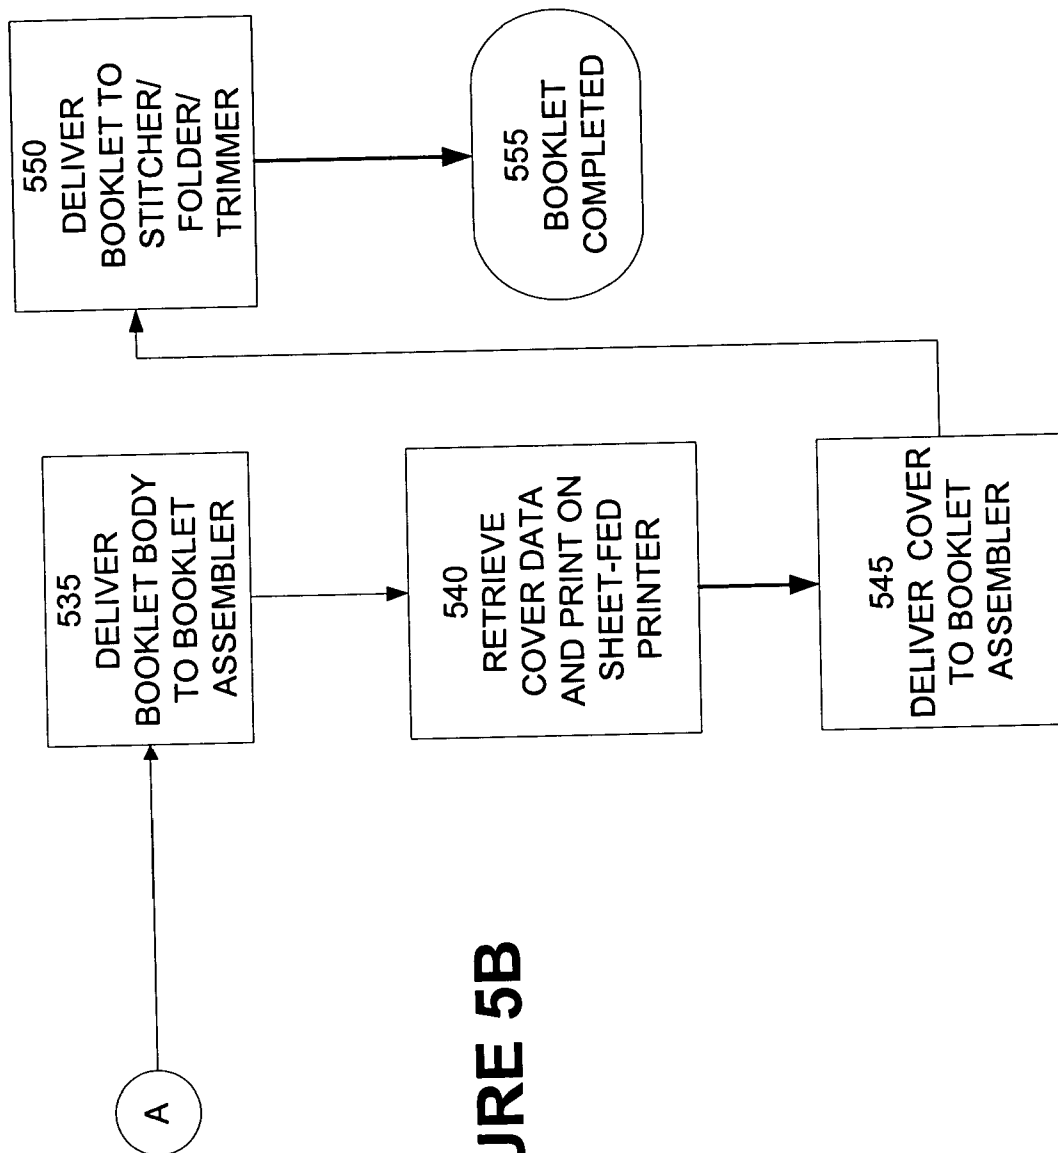 A
535
DELIVER
BOOKLET BODY
TO BOOKLET
ASSEMBLER
540
RETRIEVE
COVER DATA
AND PRINT ON
SHEET-FED
PRINTER
545
DELIVER COVER
TO BOOKLET
ASSEMBLER
550
DELIVER
BOOKLET TO
STITCHER/
FOLDER/
TRIMMER
555
BOOKLET
COMPLETED
URE 5B